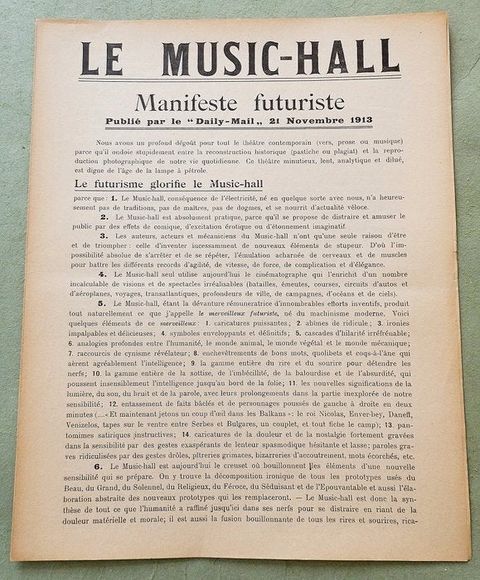 LE MUSIC-HALL
Manifeste futuriste
Publié par le “Daily-Mail„ 21 Novembre 1913
Nous avons un profond dégoût pour tout le théâtre contemporain (vers, prose ou musique)
parce qu'il ondoie stupidement entre la reconstruction historique (pastiche ou plagiat) et la repro-
duction photographique de notre vie quotidienne. Ce théâtre minutieux, lent, analytique et dilué,
est digne de l'âge de la lampe à pétrole.
Le futurisme glorifie le Music-hall
parce que: 1. Le Music-hall, conséquence de l'électricité, né en quelque sorte avec nous, n'a heureu-
sement pas de traditions, pas de maîtres, pas de dogmes, et se nourrit d'actualité véloce.
2. Le Music-hall est absolument pratique, parce qu'il se propose de distraire et amuser le
public par des effets de comique, d'excitation érotique ou d'étonnement imaginatif.
3. Les auteurs, acteurs et mécaniciens du Music-hall n'ont qu'une seule raison d'être
et de triompher: celle d'inventer incessamment de nouveaux éléments de stupeur. D'où l'im-
possibilité absolue de s'arrêter et de se répéter, l'émulation acharnée de cerveaux et de muscles
pour battre les différents records d'agilité, de vitesse, de force, de complication et d'élégance.
4. Le Music-hall seul utilise aujourd'hui le cinématographe qui l'enrichit d'un nombre
incalculable de visions et de spectacles irréalisables (batailles, émeutes, courses, circuits d'autos et
d'aéroplanes, voyages, transatlantiques, profondeurs de ville, de campagnes, d'océans et de ciels).
5. Le Music-hall, étant la dévanture rémunératrice d'innombrables efforts inventifs, produit
tout naturellement ce que j'appelle le merveilleux futuriste, né du machinisme moderne. Voici
quelques éléments de ce merveilleux: 1. caricatures puissantes; 2. abîmes de ridicule; 3. ironies
impalpables et délicieuses; 4. symboles enveloppants et définitifs; 5. cascades d'hilarité irréfrénable;
6. analogies profondes entre l'humanité, le monde animal, le monde végétal et le monde mécanique;
7. raccourcis de cynisme révélateur; 8. enchevêtrements de bons mots, quolibets et coqs-à-l'âne qui
aèrent agréablement l'intelligence; 9. la gamme entière du rire et du sourire pour détendre les
nerfs; 10. la gamme entière de la sottise, de l'imbécilité, de la balourdise et de l'absurdité, qui
poussent insensiblement l'intelligence jusqu'au bord de la folie; 11. les nouvelles significations de la
lumière, du son, du bruit et de la parole, avec leurs prolongements dans la partie inexplorée de notre
sensibilité; 12. entassement de faits bâclés et de personnages poussés de gauche à droite en deux
minutes (...«Et maintenant jetons un coup d'œil dans les Balkans»: le roi Nicolas, Enver-bey, Daneff,
Venizelos, tapes sur le ventre entre Serbes et Bulgares, un couplet, et tout fiche le camp); 13. pan-
tomimes satiriques instructives; 14. caricatures de la douleur et de la nostalgie fortement gravées
dans la sensibilité par des gestes exaspérants de lenteur spasmodique hésitante et lasse; paroles gra-
ves ridiculisées par des gestes drôles, pitreries grimaces, bizarreries d'accoutrement, mots écorchés, etc.
6. Le Music-hall est aujourd'hui le creuset où bouillonnent les éléments d'une nouvelle
sensibilité qui se prépare. On y trouve la décomposition ironique de tous les prototypes usés du
Beau, du Grand, du Solennel, du Religieux, du Féroce, du Séduisant et de l'Epouvantable et aussi l'éla-
boration abstraite des nouveaux prototypes qui les remplaceront. — Le Music-hall est donc la syn-
thèse de tout ce que l'humanité a raffiné jusqu'ici dans ses nerfs pour se distraire en riant de la
douleur matérielle et morale; il est aussi la fusion bouillonnante de tous les rires et sourires, rica-